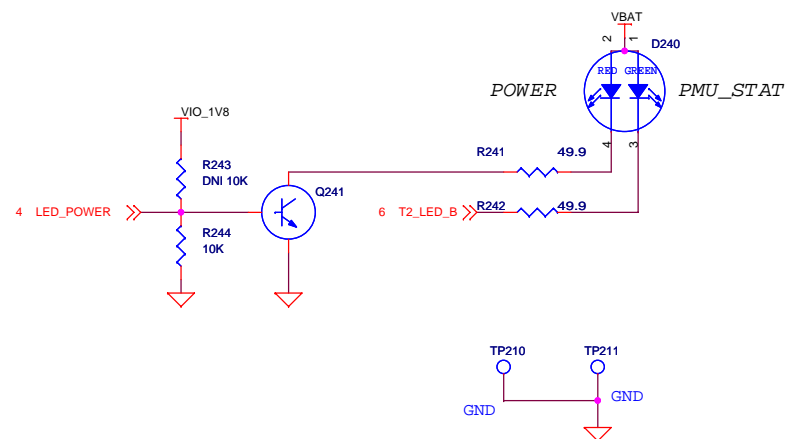 VBAT
2
1
D240
RED GREEN
POWER
PMU_STAT
4
3
VIO_1V8
R243
DNI 10K
R241 49.9
Q241
4 LED_POWER
6 T2_LED_B
R242 49.9
R244
10K
TP210
TP211
GND
GND